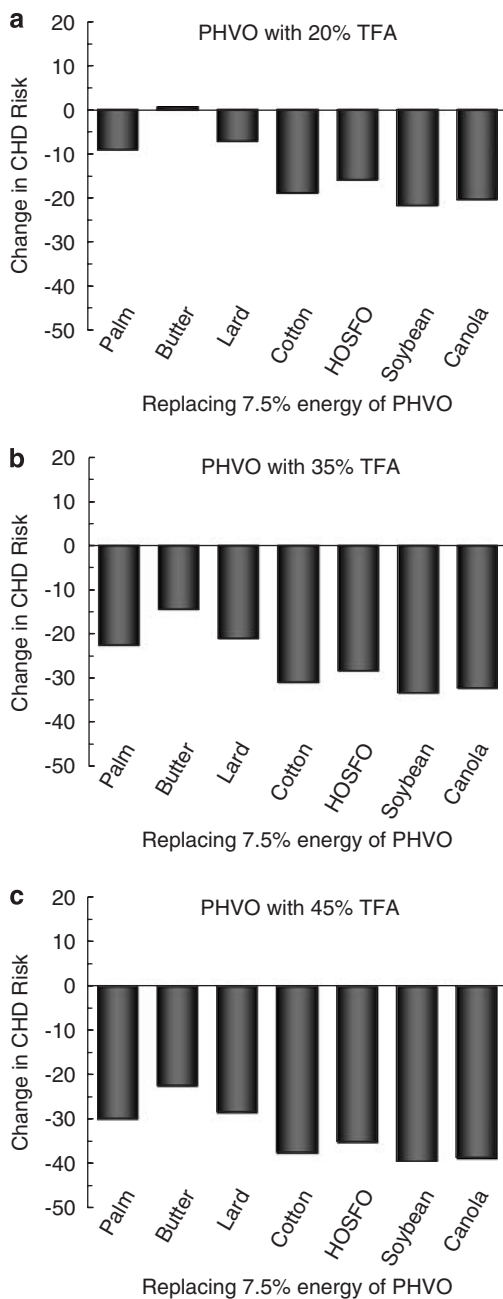 a
PHVO with 20% TFA
Change in CHD Risk
20
10
0
-10
-20
-30
-40
-50
Palm
Butter
Lard
Cotton
HOSFO
Soybean
Canola
Replacing 7.5% energy of PHVO
b
PHVO with 35% TFA
Change in CHD Risk
20
10
0
-10
-20
-30
-40
-50
Palm
Butter
Lard
Cotton
HOSFO
Soybean
Canola
Replacing 7.5% energy of PHVO
c
PHVO with 45% TFA
Change in CHD Risk
20
10
0
-10
-20
-30
-40
-50
Palm
Butter
Lard
Cotton
HOSFO
Soybean
Canola
Replacing 7.5% energy of PHVO